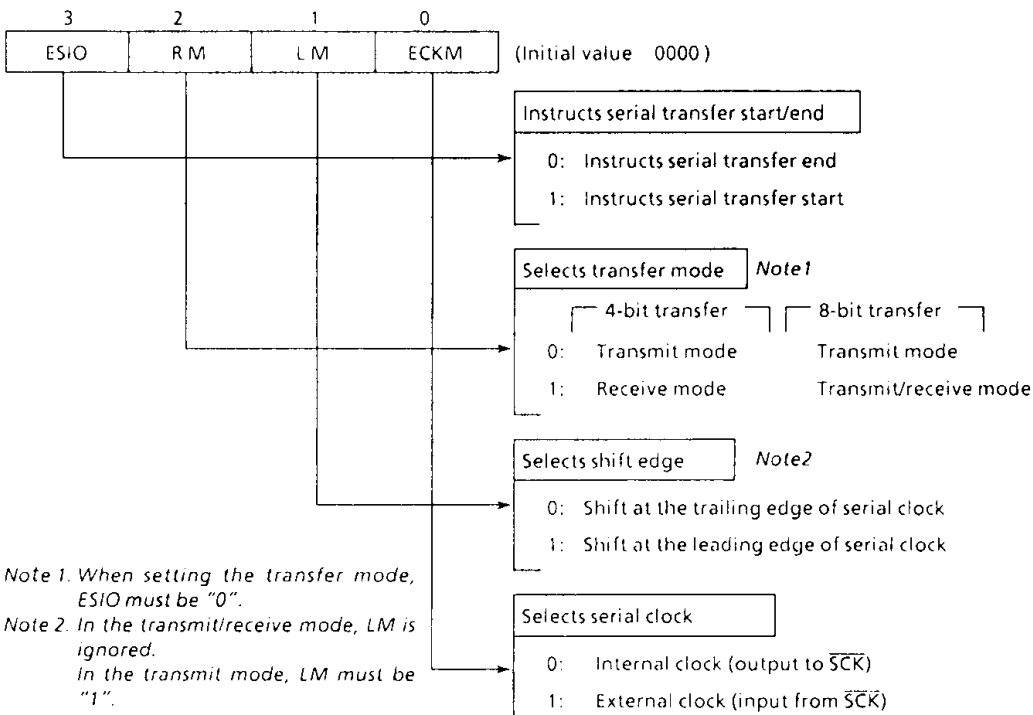 3 2 1 0
ESIO RM LM ECKM (Initial value 0000)
Instructs serial transfer start/end
0: Instructs serial transfer end
1: Instructs serial transfer start
Selects transfer mode Note1
4-bit transfer 8-bit transfer
0: Transmit mode Transmit mode
1: Receive mode Transmit/receive mode
Selects shift edge Note2
0: Shift at the trailing edge of serial clock
1: Shift at the leading edge of serial clock
Note 1. When setting the transfer mode,
ESIO must be "0".
Note 2. In the transmit/receive mode, LM is
ignored.
In the transmit mode, LM must be
"1".
Selects serial clock
0: Internal clock (output to S̅C̅K̅)
1: External clock (input from S̅C̅K̅)